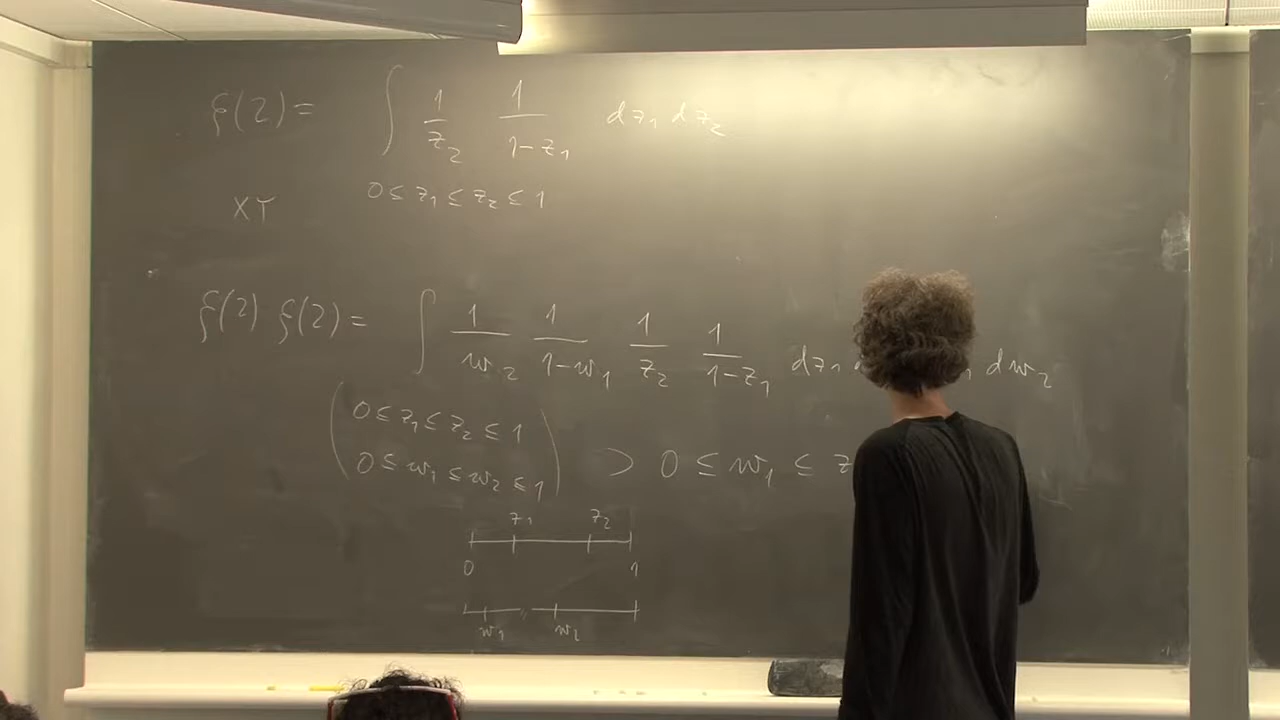 ζ(2) = ∫ 1/z₂ 1/(1-z₁) dz₁ dz₂
0 ≤ z₁ ≤ z₂ ≤ 1
XY
ζ(2) ζ(2) = ∫ 1/w₂ 1/(1-w₁) 1/z₂ 1/(1-z₁) dz₁ dw₂
(0 ≤ z₁ ≤ z₂ ≤ 1
0 ≤ w₁ ≤ w₂ ≤ 1) ⊃ 0 ≤ w₁ ≤ z
z₁ z₂
0 1
w₁ w₂